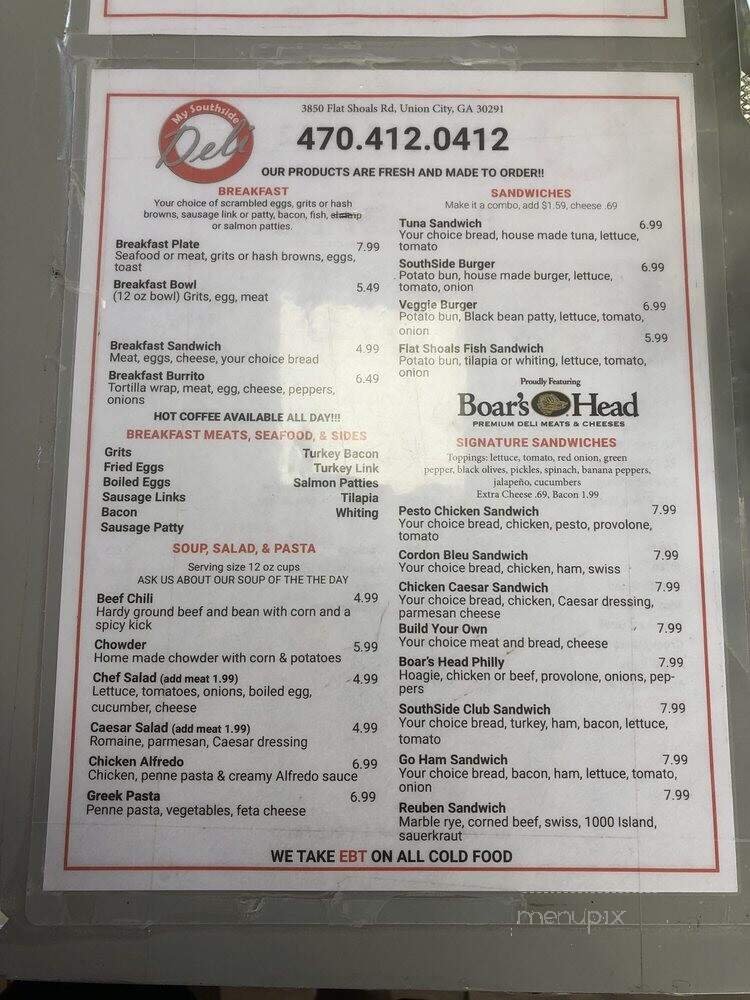 My Southside
Deli
3850 Flat Shoals Rd, Union City, GA 30291
470.412.0412
OUR PRODUCTS ARE FRESH AND MADE TO ORDER!!
BREAKFAST
Your choice of scrambled eggs, grits or hash
browns, sausage link or patty, bacon, fish, shrimp
or salmon patties.
Breakfast Plate 7.99
Seafood or meat, grits or hash browns, eggs,
toast
Breakfast Bowl 5.49
(12 oz bowl) Grits, egg, meat
Breakfast Sandwich 4.99
Meat, eggs, cheese, your choice bread
Breakfast Burrito 6.49
Tortilla wrap, meat, egg, cheese, peppers,
onions
HOT COFFEE AVAILABLE ALL DAY!!!
BREAKFAST MEATS, SEAFOOD, & SIDES
Grits Turkey Bacon
Fried Eggs Turkey Link
Boiled Eggs Salmon Patties
Sausage Links Tilapia
Bacon Whiting
Sausage Patty
SOUP, SALAD, & PASTA
Serving size 12 oz cups
ASK US ABOUT OUR SOUP OF THE THE DAY
Beef Chili 4.99
Hardy ground beef and bean with corn and a
spicy kick
Chowder 5.99
Home made chowder with corn & potatoes
Chef Salad (add meat 1.99) 4.99
Lettuce, tomatoes, onions, boiled egg,
cucumber, cheese
Caesar Salad (add meat 1.99) 4.99
Romaine, parmesan, Caesar dressing
Chicken Alfredo 6.99
Chicken, penne pasta & creamy Alfredo sauce
Greek Pasta 6.99
Penne pasta, vegetables, feta cheese
SANDWICHES
Make it a combo, add $1.59, cheese .69
Tuna Sandwich 6.99
Your choice bread, house made tuna, lettuce,
tomato
SouthSide Burger 6.99
Potato bun, house made burger, lettuce,
tomato, onion
Veggie Burger 6.99
Potato bun, Black bean patty, lettuce, tomato,
onion
Flat Shoals Fish Sandwich 5.99
Potato bun, tilapia or whiting, lettuce, tomato,
onion
Proudly Featuring
Boar's Head
PREMIUM DELI MEATS & CHEESES
SIGNATURE SANDWICHES
Toppings: lettuce, tomato, red onion, green
pepper, black olives, pickles, spinach, banana peppers,
jalapeño, cucumbers
Extra Cheese .69, Bacon 1.99
Pesto Chicken Sandwich 7.99
Your choice bread, chicken, pesto, provolone,
tomato
Cordon Bleu Sandwich 7.99
Your choice bread, chicken, ham, swiss
Chicken Caesar Sandwich 7.99
Your choice bread, chicken, Caesar dressing,
parmesan cheese
Build Your Own 7.99
Your choice meat and bread, cheese
Boar's Head Philly 7.99
Hoagie, chicken or beef, provolone, onions, pep-
pers
SouthSide Club Sandwich 7.99
Your choice bread, turkey, ham, bacon, lettuce,
tomato
Go Ham Sandwich 7.99
Your choice bread, bacon, ham, lettuce, tomato,
onion
Reuben Sandwich 7.99
Marble rye, corned beef, swiss, 1000 Island,
sauerkraut
WE TAKE EBT ON ALL COLD FOOD
menupix